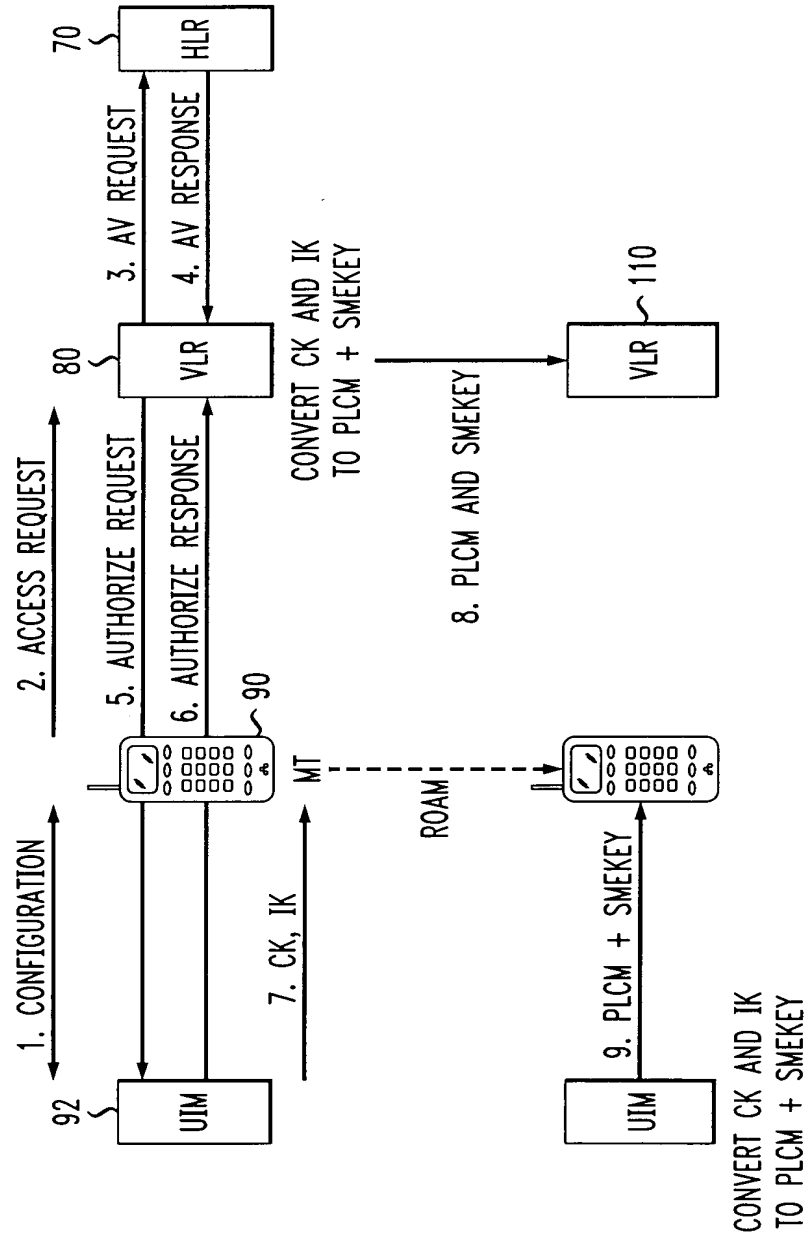 1. CONFIGURATION
2. ACCESS REQUEST
92
UIM
5. AUTHORIZE REQUEST
6. AUTHORIZE RESPONSE
90
80
VLR
3. AV REQUEST
4. AV RESPONSE
70
HLR
7. CK, IK
MT
CONVERT CK AND IK
TO PLCM + SMEKEY
ROAM
8. PLCM AND SMEKEY
UIM
9. PLCM + SMEKEY
VLR
110
CONVERT CK AND IK
TO PLCM + SMEKEY